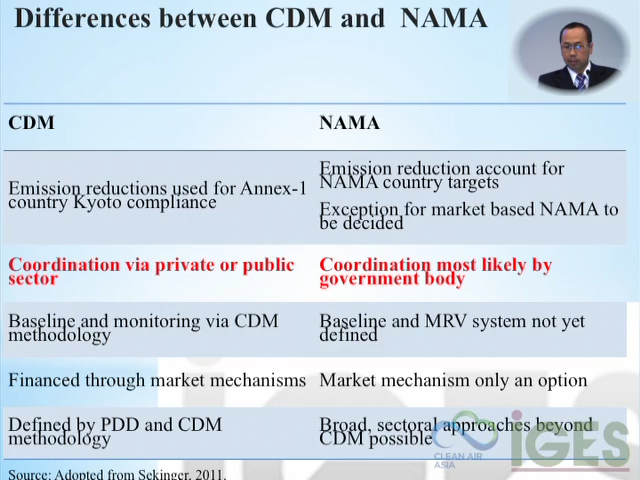 Differences between CDM and NAMA
CDM
NAMA
Emission reductions used for Annex-1
country Kyoto compliance
Emission reduction account for
NAMA country targets
Exception for market based NAMA to
be decided
Coordination via private or public
sector
Coordination most likely by
government body
Baseline and monitoring via CDM
methodology
Baseline and MRV system not yet
defined
Financed through market mechanisms
Market mechanism only an option
Defined by PDD and CDM
methodology
Broad, sectoral approaches beyond
CDM possible
CLEAN AIR
ASIA
iGES
Source: Adopted from Sekinger, 2011.